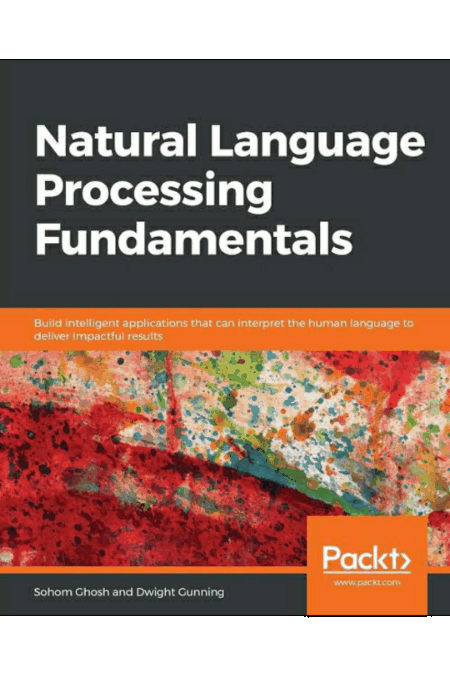 Natural Language
Processing
Fundamentals
Build intelligent applications that can interpret the human language to
deliver impactful results
Packt>
www.packt.com
Sohom Ghosh and Dwight Gunning